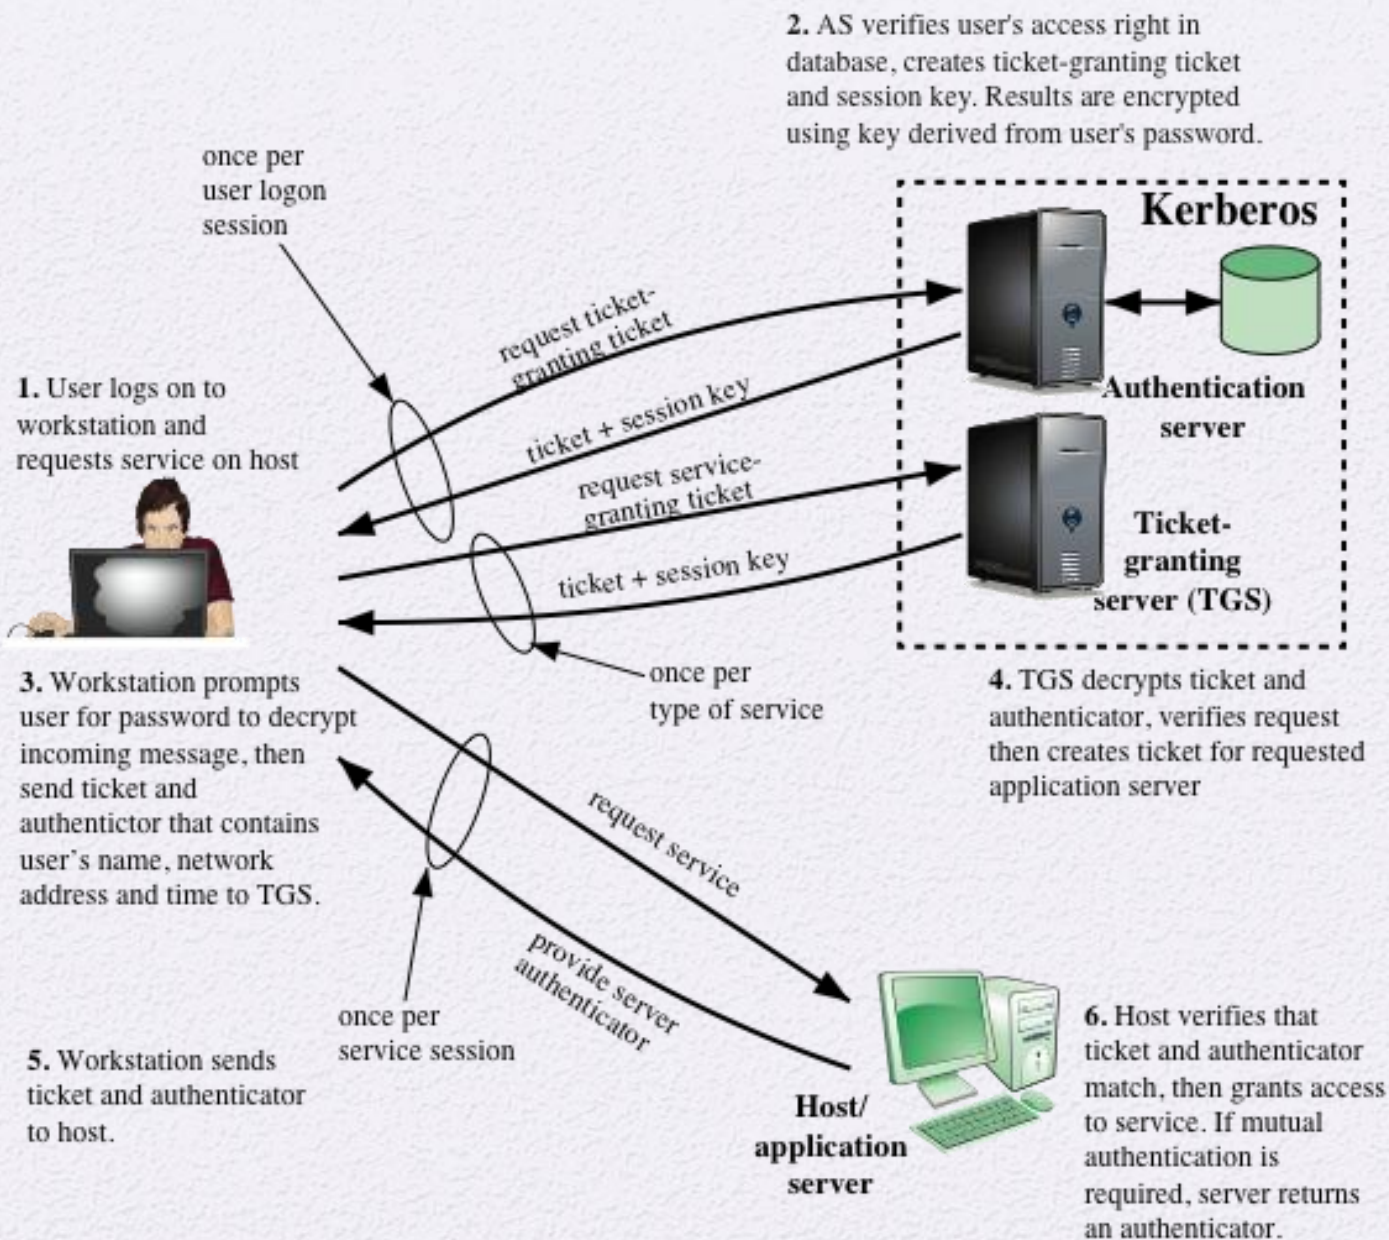 2. AS verifies user's access right in
database, creates ticket-granting ticket
and session key. Results are encrypted
using key derived from user's password.
once per
user logon
session
Kerberos
request ticket-
granting ticket
1. User logs on to
workstation and
requests service on host
ticket + session key
Authentication
server
request service-
granting ticket
ticket + session key
Ticket-
granting
server (TGS)
once per
type of service
3. Workstation prompts
user for password to decrypt
incoming message, then
send ticket and
authentictor that contains
user's name, network
address and time to TGS.
4. TGS decrypts ticket and
authenticator, verifies request
then creates ticket for requested
application server
request service
provide server
authenticator
once per
service session
5. Workstation sends
ticket and authenticator
to host.
Host/
application
server
6. Host verifies that
ticket and authenticator
match, then grants access
to service. If mutual
authentication is
required, server returns
an authenticator.